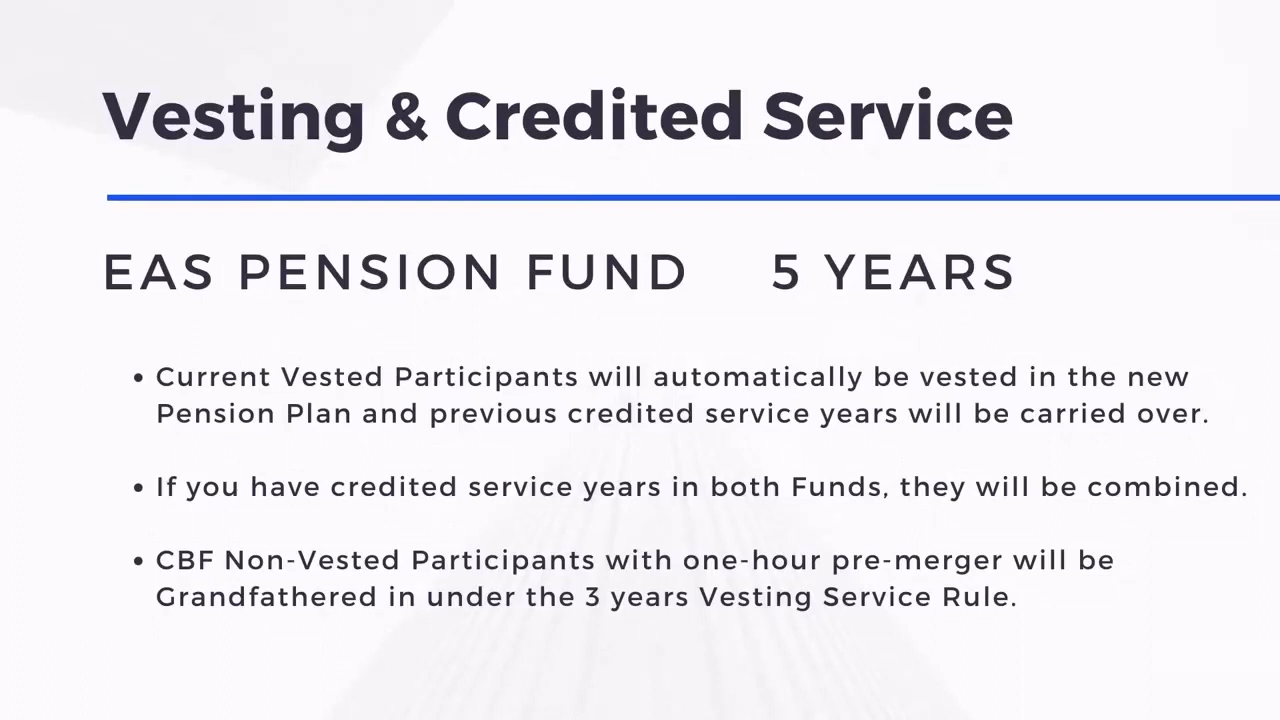 Vesting & Credited Service
EAS PENSION FUND 5 YEARS
• Current Vested Participants will automatically be vested in the new
Pension Plan and previous credited service years will be carried over.
• If you have credited service years in both Funds, they will be combined.
• CBF Non-Vested Participants with one-hour pre-merger will be
Grandfathered in under the 3 years Vesting Service Rule.